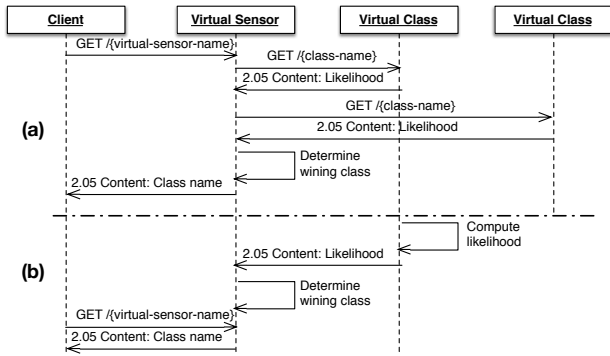 Client
Virtual Sensor
Virtual Class
Virtual Class
GET /{virtual-sensor-name}
GET /{class-name}
2.05 Content: Likelihood
GET /{class-name}
2.05 Content: Likelihood
(a)
Determine
wining class
2.05 Content: Class name
Compute
likelihood
2.05 Content: Likelihood
(b)
Determine
wining class
GET /{virtual-sensor-name}
2.05 Content: Class name